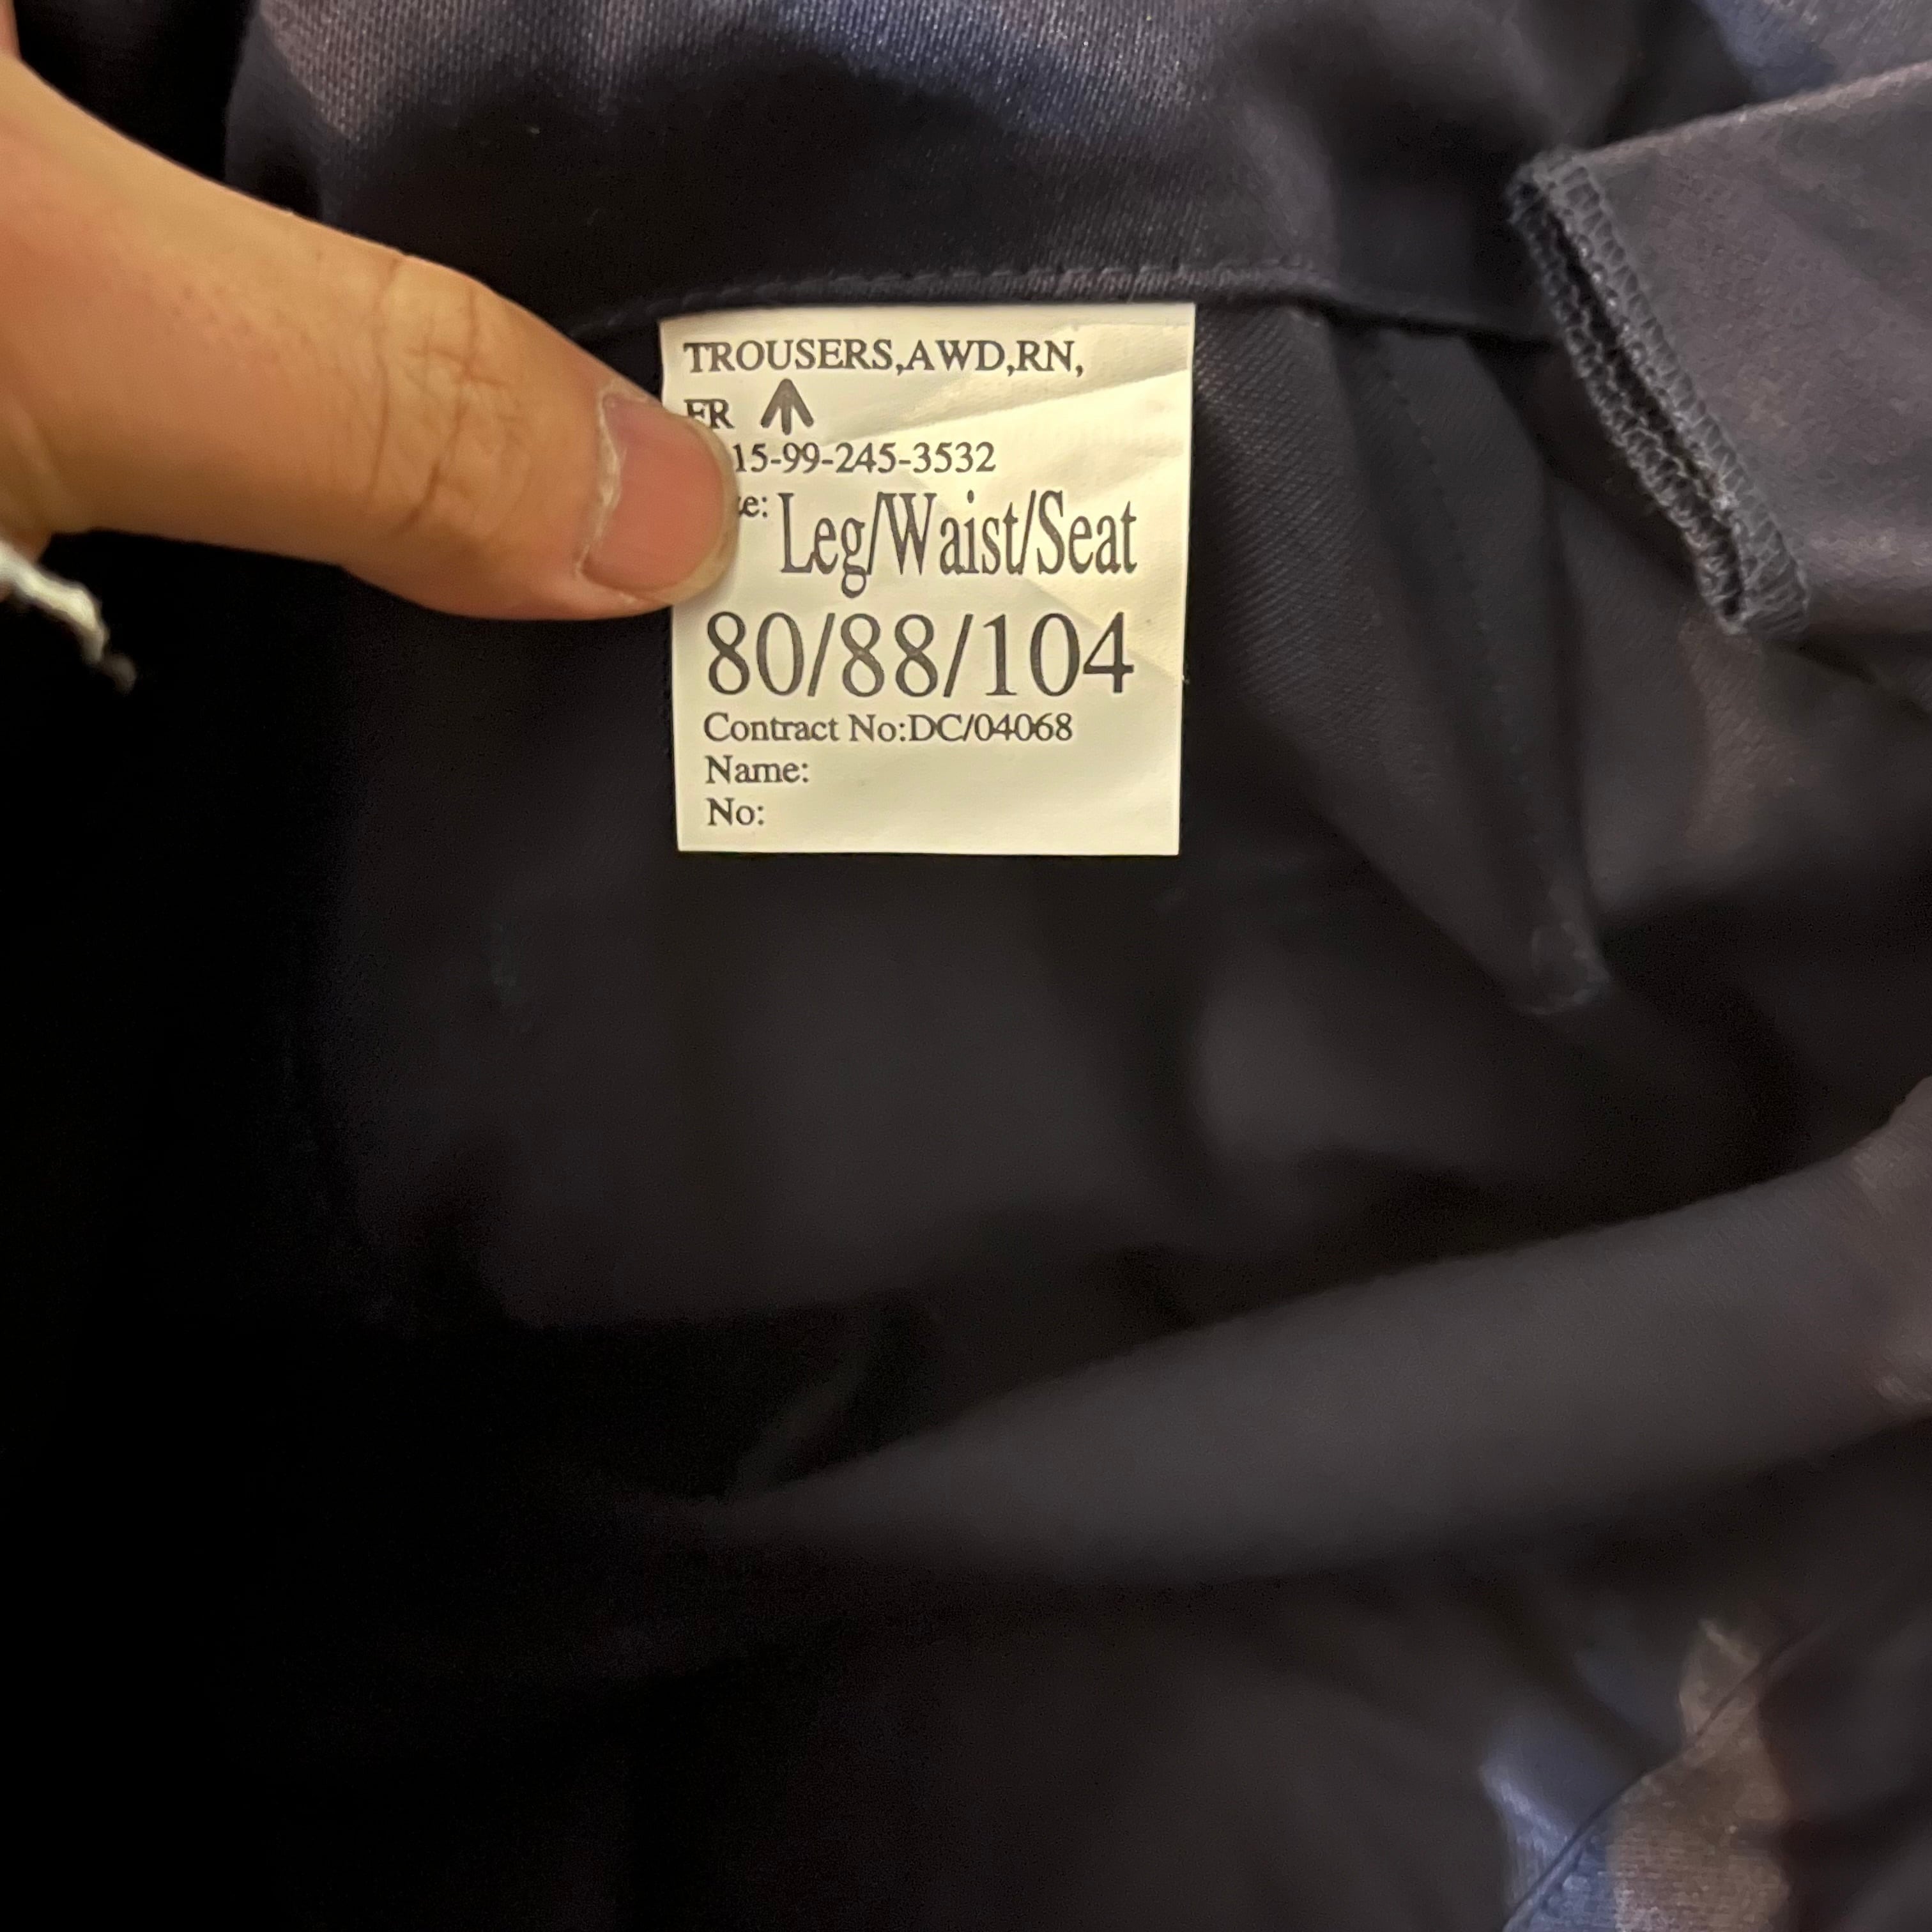 TROUSERS,AWD,RN,
FR
15-99-245-3532
Leg/Waist/Seat
80/88/104
Contract No:DC/04068
Name:
No: